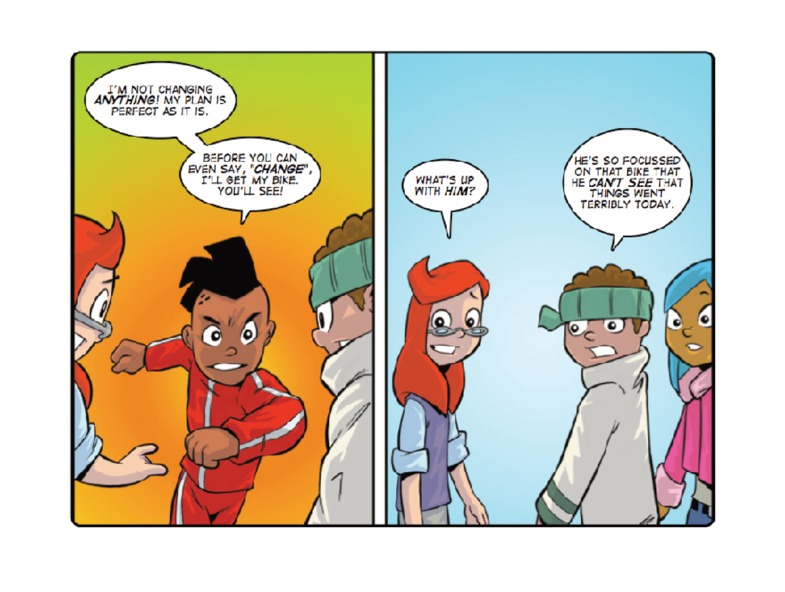 I'M NOT CHANGING
ANYTHING! MY PLAN IS
PERFECT AS IT IS.
BEFORE YOU CAN
EVEN SAY, "CHANGE",
I'LL GET MY BIKE.
YOU'LL SEE!
WHAT'S UP
WITH HIM?
HE'S SO FOCUSSED
ON THAT BIKE THAT
HE CAN'T SEE THAT
THINGS WENT
TERRIBLY TODAY.